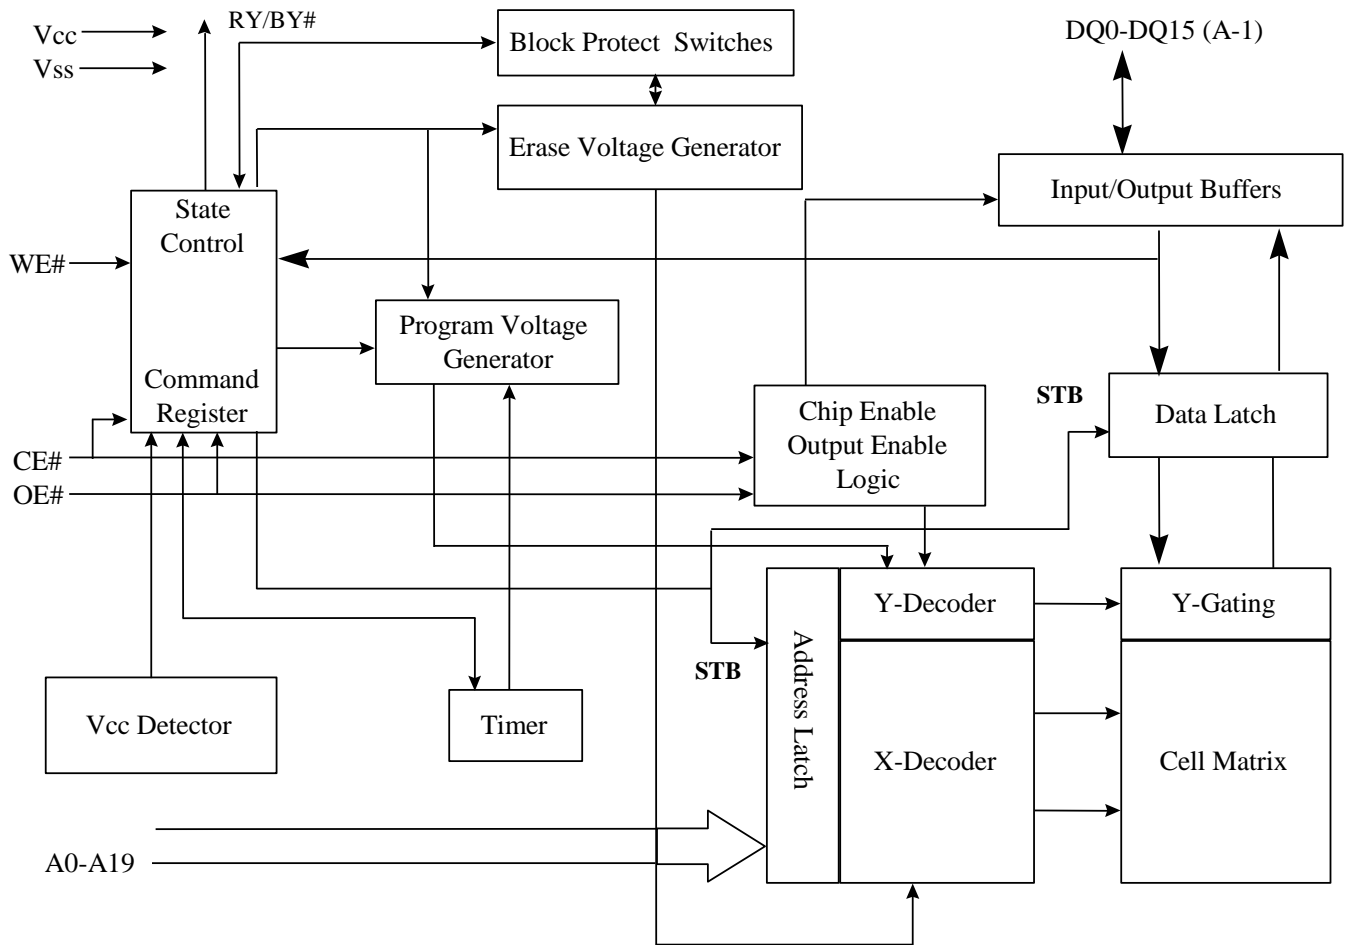 RY/BY#
Vcc
Vss
Block Protect Switches
DQ0-DQ15 (A-1)
Erase Voltage Generator
Input/Output Buffers
State
Control
WE#
Program Voltage
Generator
Command
Register
STB
Chip Enable
Output Enable
Logic
Data Latch
CE#
OE#
Y-Decoder
Y-Gating
Address Latch
STB
Vcc Detector
Timer
X-Decoder
Cell Matrix
A0-A19